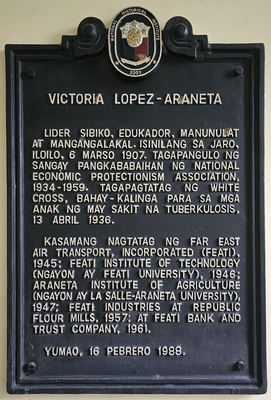 NATIONAL HISTORICAL INSTITUTE
2007
VICTORIA LOPEZ-ARANETA
LIDER SIBIKO, EDUKADOR, MANUNULAT
AT MANGANGALAKAL. ISINILANG SA JARO,
ILOILO, 6 MARSO 1907. TAGAPANGULO NG
SANGAY PANGKABABAIHAN NG NATIONAL
ECONOMIC PROTECTIONISM ASSOCIATION,
1934-1959. TAGAPAGTATAG NG WHITE
CROSS, BAHAY-KALINGA PARA SA MGA
ANAK NG MAY SAKIT NA TUBERKULOSIS,
13 ABRIL 1936.
KASAMANG NAGTATAG NG FAR EAST
AIR TRANSPORT, INCORPORATED (FEATI),
1945; FEATI INSTITUTE OF TECHNOLOGY
(NGAYON AY FEATI UNIVERSITY), 1946;
ARANETA INSTITUTE OF AGRICULTURE
(NGAYON AY LA SALLE-ARANETA UNIVERSITY),
1947; FEATI INDUSTRIES AT REPUBLIC
FLOUR MILLS, 1957; AT FEATI BANK AND
TRUST COMPANY, 1961.
YUMAO, 16 PEBRERO 1988.